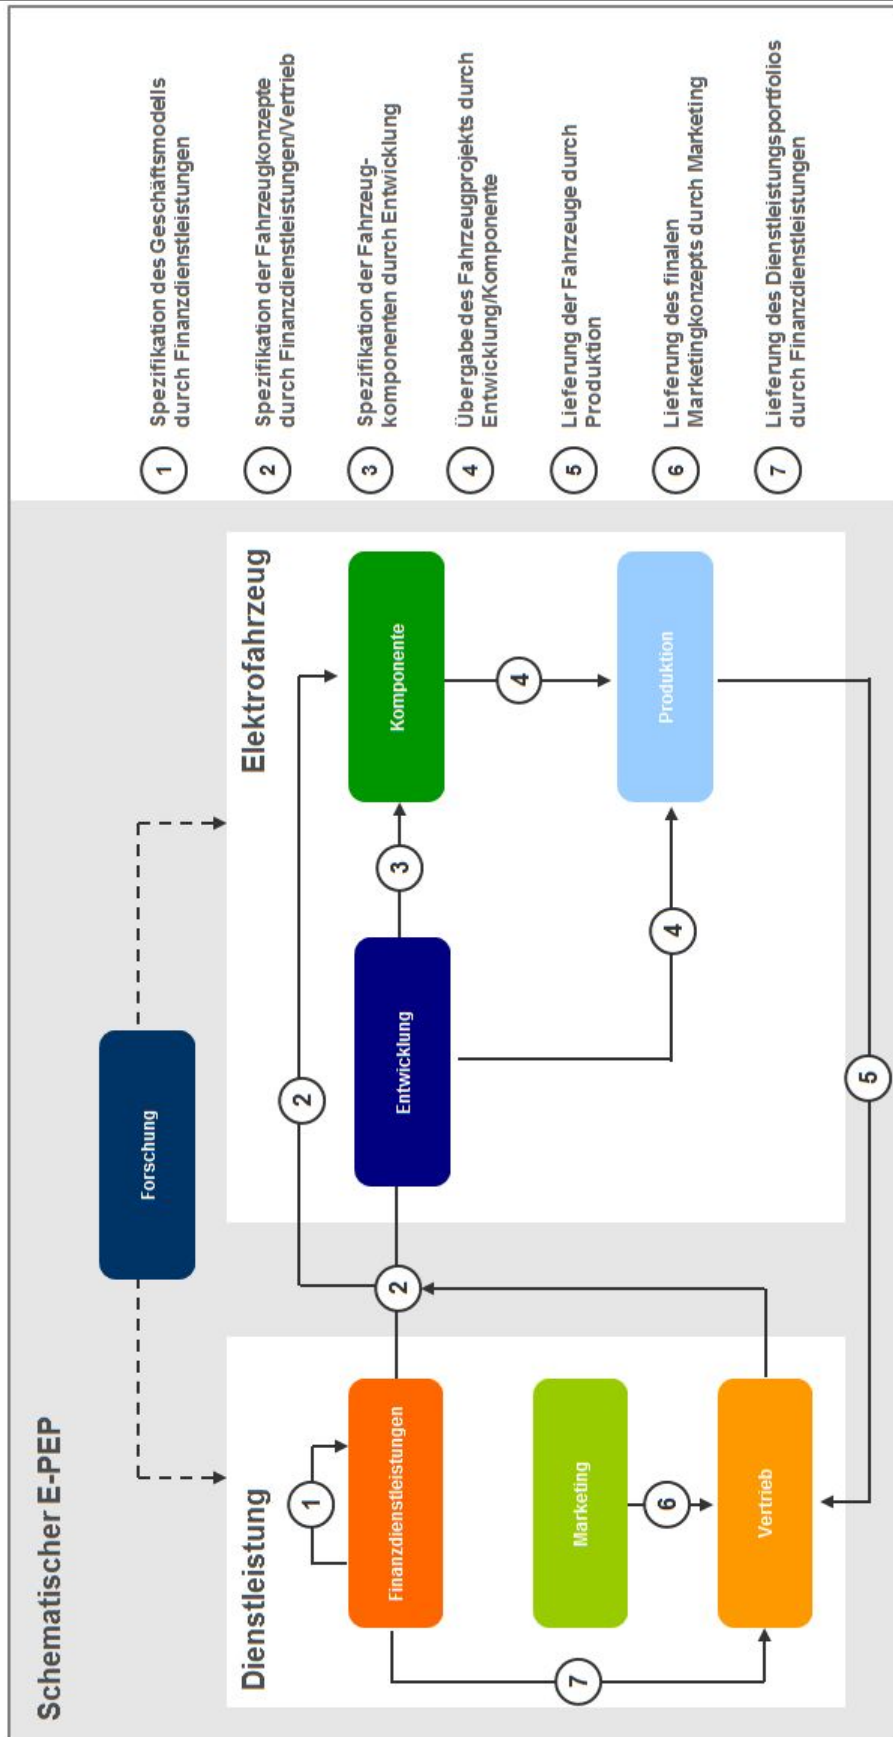 Schematischer E-PEP
Forschung
Dienstleistung
Elektrofahrzeug
1
2
Finanzdienstleistungen
2
Entwicklung
3
Komponente
Marketing
4
4
6
7
Vertrieb
Produktion
5
1
Spezifikation des Geschäftsmodells
durch Finanzdienstleistungen
2
Spezifikation der Fahrzeugkonzepte
durch Finanzdienstleistungen/Vertrieb
3
Spezifikation der Fahrzeug-
komponenten durch Entwicklung
4
Übergabe des Fahrzeugprojekts durch
Entwicklung/Komponente
5
Lieferung der Fahrzeuge durch
Produktion
6
Lieferung des finalen
Marketingkonzepts durch Marketing
7
Lieferung des Dienstleistungsportfolios
durch Finanzdienstleistungen